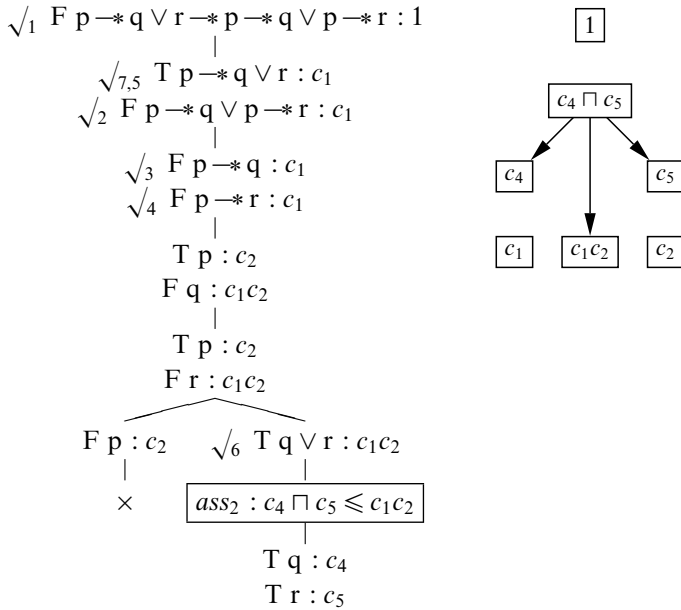 √1 F p −∗ q ∨ r −∗ p −∗ q ∨ p −∗ r : 1
√7,5 T p −∗ q ∨ r : c1
√2 F p −∗ q ∨ p −∗ r : c1
√3 F p −∗ q : c1
√4 F p −∗ r : c1
T p : c2
F q : c1c2
T p : c2
F r : c1c2
F p : c2 √6 T q ∨ r : c1c2
× ass2 : c4 ⊓ c5 ⩽ c1c2
T q : c4
T r : c5
1
c4 ⊓ c5
c4 c5
c1 c1c2 c2